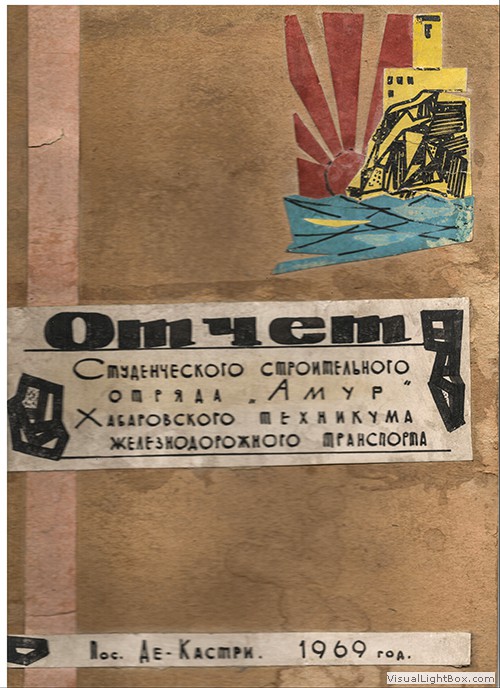 Отчет
Студенческого строительного
отряда „Амур"
Хабаровского техникума
железнодорожного транспорта
Пос. Де-Кастри. 1969 год.
VisualLightBox.com